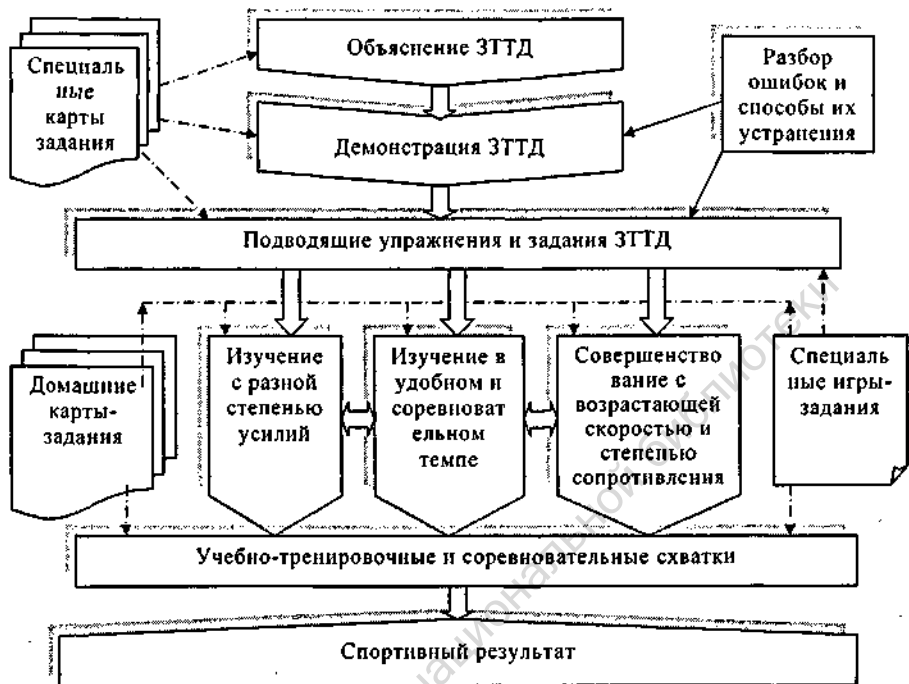 Объяснение ЗТТД
Специаль
ные
карты
задания
Разбор
ошибок и
способы их
устранения
Демонстрация ЗТТД
Подводящие упражнения и задания ЗТТД
Домашние
карты-
задания
Изучение
с разной
степенью
усилий
Изучение в
удобном и
соревноват
ельном
темпе
Совершенство
вание с
возрастающей
скоростью и
степенью
сопротивления
Специаль
ные игры-
задания
Учебно-тренировочные и соревновательные схватки
Спортивный результат
национальной библиотеки